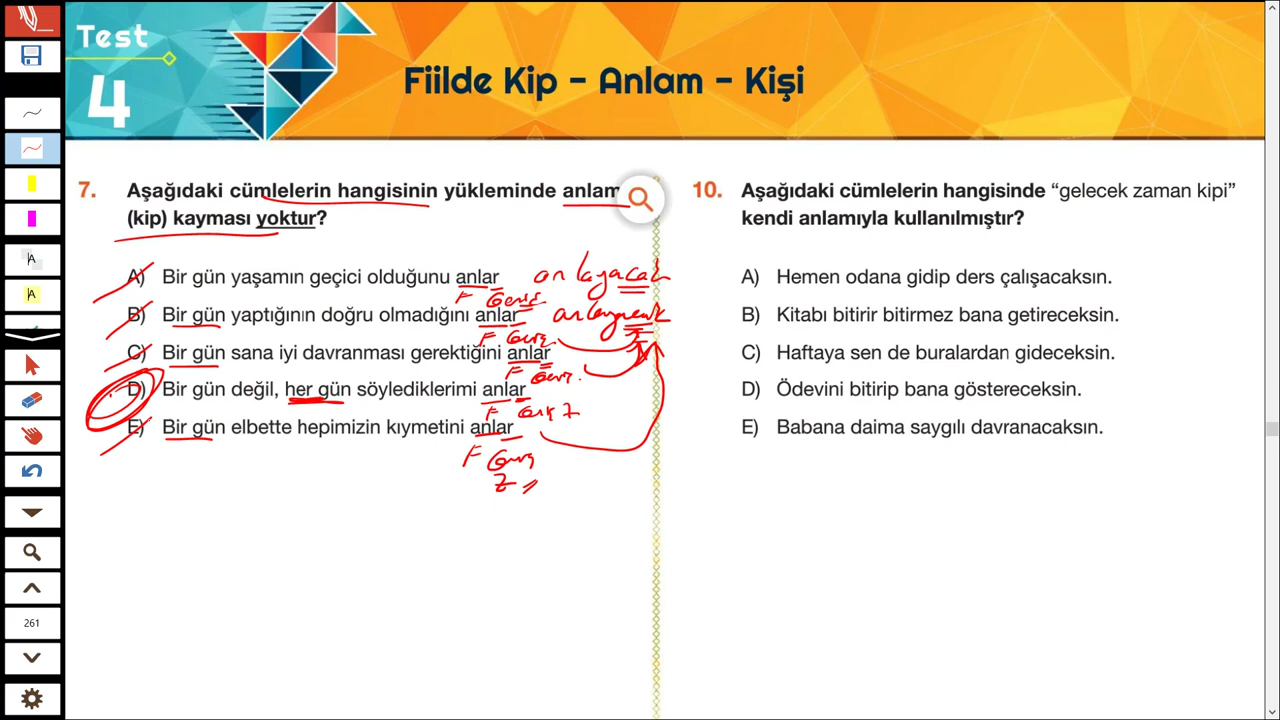 Test
4
Fiilde Kip – Anlam – Kişi
7. Aşağıdaki cümlelerin hangisinin yükleminde anlam
(kip) kayması yoktur?
A) Bir gün yaşamın geçici olduğunu anlar anlayacak
F Geniş
B) Bir gün yaptığının doğru olmadığını anlar
F Geniş
C) Bir gün sana iyi davranması gerektiğini anlar
F Geniş
D) Bir gün değil, her gün söylediklerimi anlar
F Z
E) Bir gün elbette hepimizin kıymetini anlar
F Geniş
Z
10. Aşağıdaki cümlelerin hangisinde “gelecek zaman kipi”
kendi anlamıyla kullanılmıştır?
A) Hemen odana gidip ders çalışacaksın.
B) Kitabı bitirir bitirmez bana getireceksin.
C) Haftaya sen de buralardan gideceksin.
D) Ödevini bitirip bana göstereceksin.
E) Babana daima saygılı davranacaksın.
A
A
261